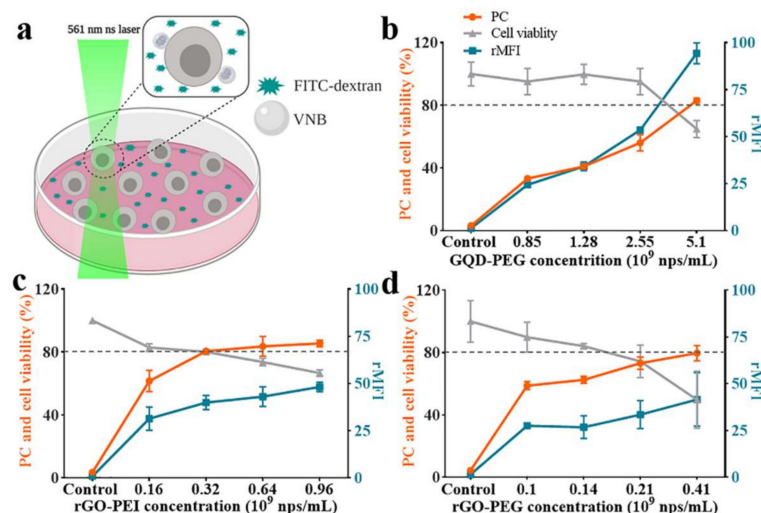 a
561 nm ns laser
FITC-dextran
VNB
b
PC
Cell viablity
rMFI
PC and cell viability (%)
120
80
40
0
100
75
50
25
0
rMFI
Control 0.85 1.28 2.55 5.1
GQD-PEG concentrition (10⁹ nps/mL)
c
PC and cell viability (%)
120
80
40
0
100
75
50
25
0
rMFI
Control 0.16 0.32 0.64 0.96
rGO-PEI concentration (10⁹ nps/mL)
d
PC and cell viability (%)
120
80
40
0
100
75
50
25
0
rMFI
Control 0.1 0.14 0.21 0.41
rGO-PEG concentration (10⁹ nps/mL)